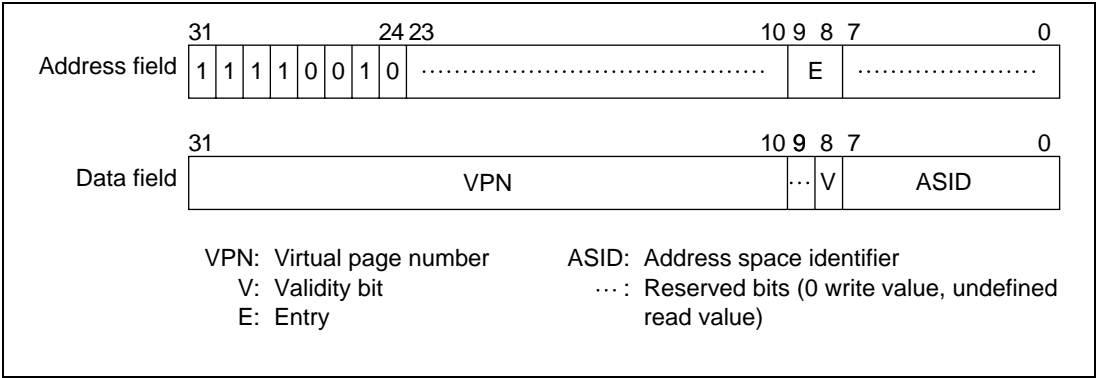 31 24 23 10 9 8 7 0
Address field 1 1 1 1 0 0 1 0 ⋯ E ⋯
31 10 9 8 7 0
Data field VPN ⋯ V ASID
VPN: Virtual page number ASID: Address space identifier
V: Validity bit ⋯ : Reserved bits (0 write value, undefined
E: Entry read value)